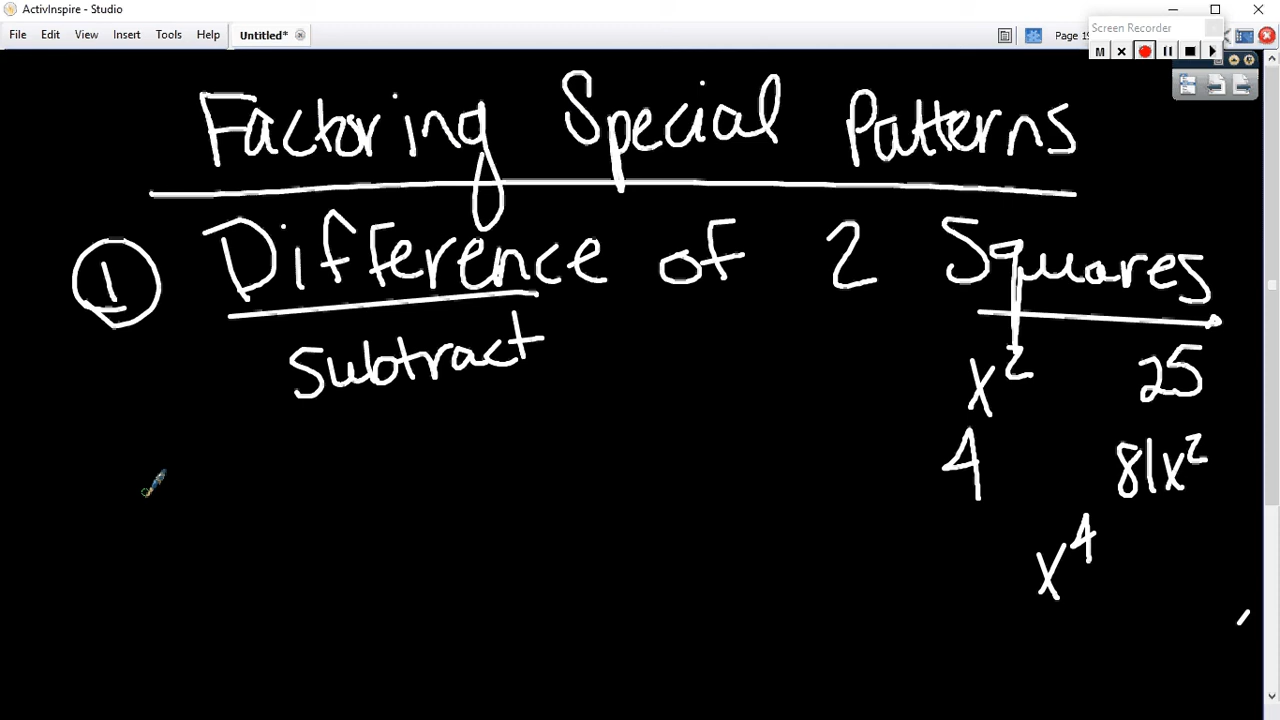 ActivInspire - Studio
File Edit View Insert Tools Help Untitled*
Screen Recorder
M
Factoring Special Patterns
1 Difference of 2 Squares
Subtract
x² 25
4 81x²
x⁴